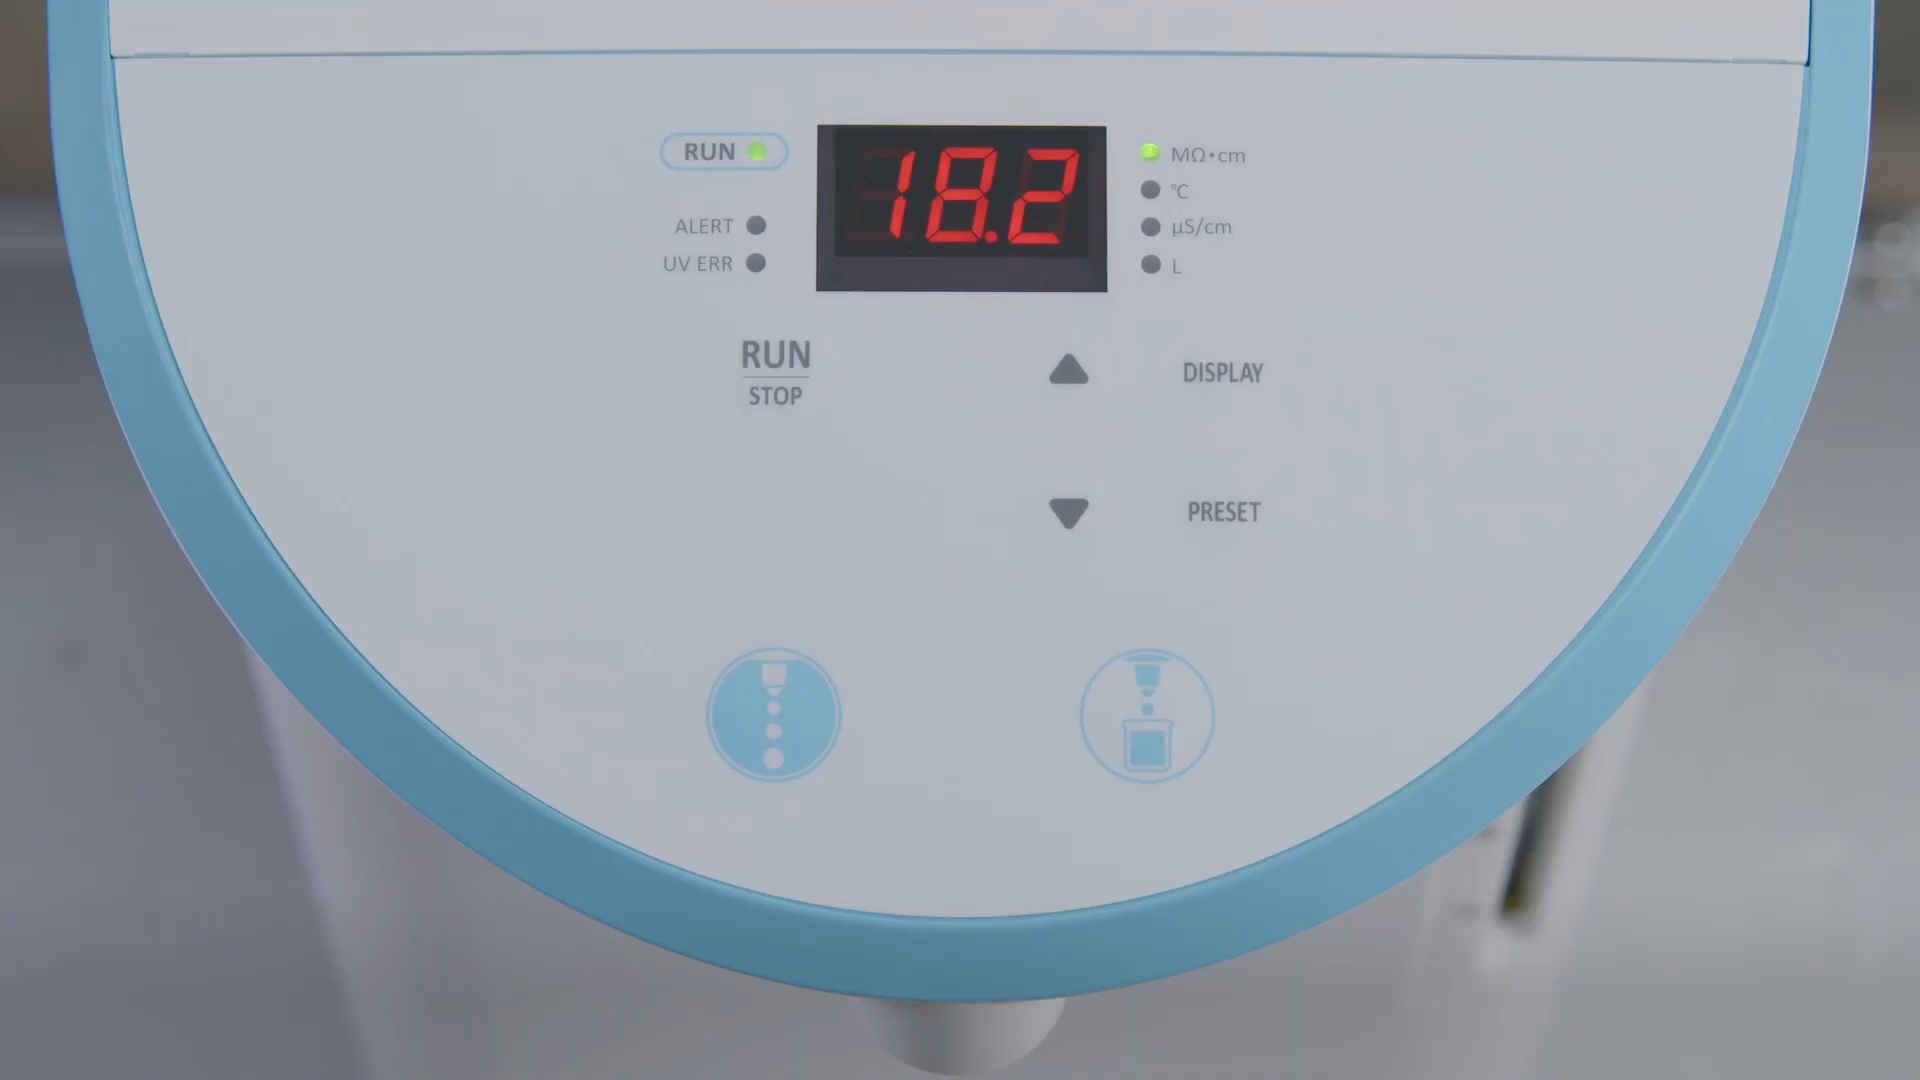 RUN
18.2
MΩ•cm
℃
ALERT
µS/cm
UV ERR
L
RUN
STOP
DISPLAY
PRESET